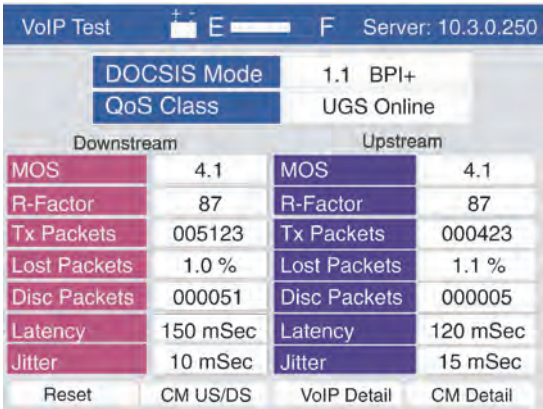 VoIP Test + - E F Server: 10.3.0.250
DOCSIS Mode 1.1 BPI+
QoS Class UGS Online
Downstream Upstream
MOS 4.1 MOS 4.1
R-Factor 87 R-Factor 87
Tx Packets 005123 Tx Packets 000423
Lost Packets 1.0 % Lost Packets 1.1 %
Disc Packets 000051 Disc Packets 000005
Latency 150 mSec Latency 120 mSec
Jitter 10 mSec Jitter 15 mSec
Reset CM US/DS VoIP Detail CM Detail